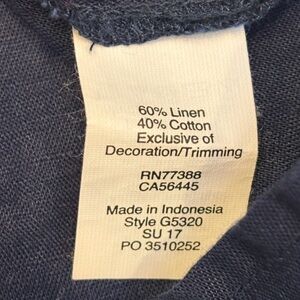 60% Linen
40% Cotton
Exclusive of
Decoration/Trimming
RN77388
CA56445
Made in Indonesia
Style G5320
SU 17
PO 3510252